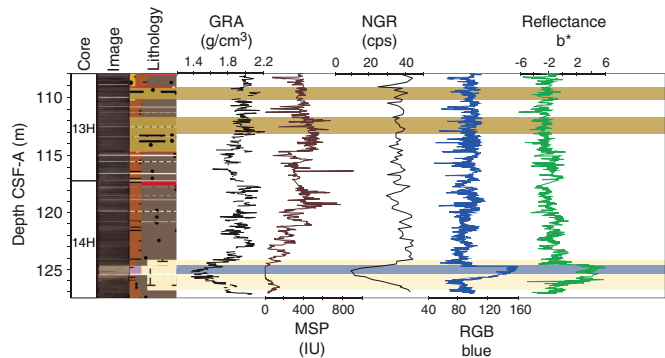 Core
Image
Lithology
GRA
(g/cm3)
1.4 1.8 2.2
NGR
(cps)
0 20 40
Reflectance
b*
-6 -2 2 6
Depth CSF-A (m)
110
115
120
125
13H
14H
0 400 800
MSP
(IU)
40 80 120 160
RGB
blue